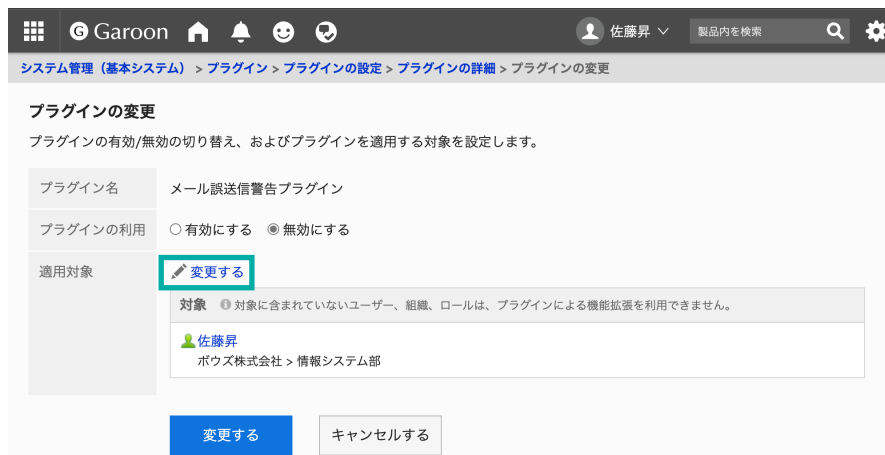 Garoon
佐藤昇
製品内を検索
システム管理（基本システム） > プラグイン > プラグインの設定 > プラグインの詳細 > プラグインの変更
プラグインの変更
プラグインの有効/無効の切り替え、およびプラグインを適用する対象を設定します。
プラグイン名 メール誤送信警告プラグイン
プラグインの利用 有効にする 無効にする
適用対象 変更する
対象 対象に含まれていないユーザー、組織、ロールは、プラグインによる機能拡張を利用できません。
佐藤昇
ボウズ株式会社 > 情報システム部
変更する キャンセルする